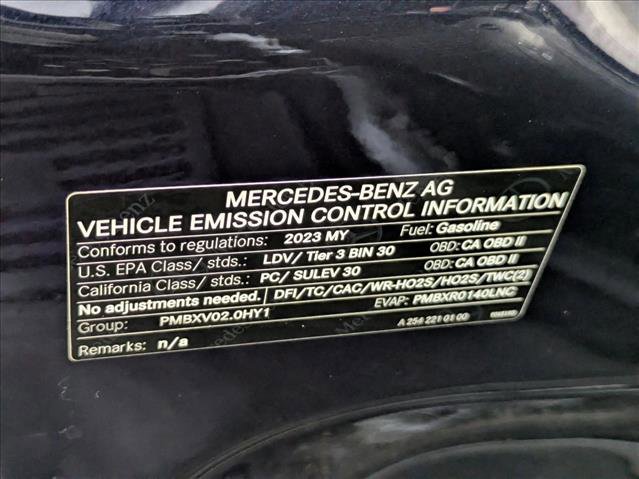 MERCEDES-BENZ AG
VEHICLE EMISSION CONTROL INFORMATION
Conforms to regulations: 2023 MY Fuel: Gasoline
U.S. EPA Class/ stds.: LDV/ Tier 3 BIN 30 OBD: CA OBD II
California Class/ stds.: PC/ SULEV 30 OBD: CA OBD II
No adjustments needed. DFI/TC/CAC/WR-HO2S/HO2S/TWC(2)
Group: PMBXV02.0HY1 EVAP: PMBXR0140LNC
Remarks: n/a A 254 221 01 00